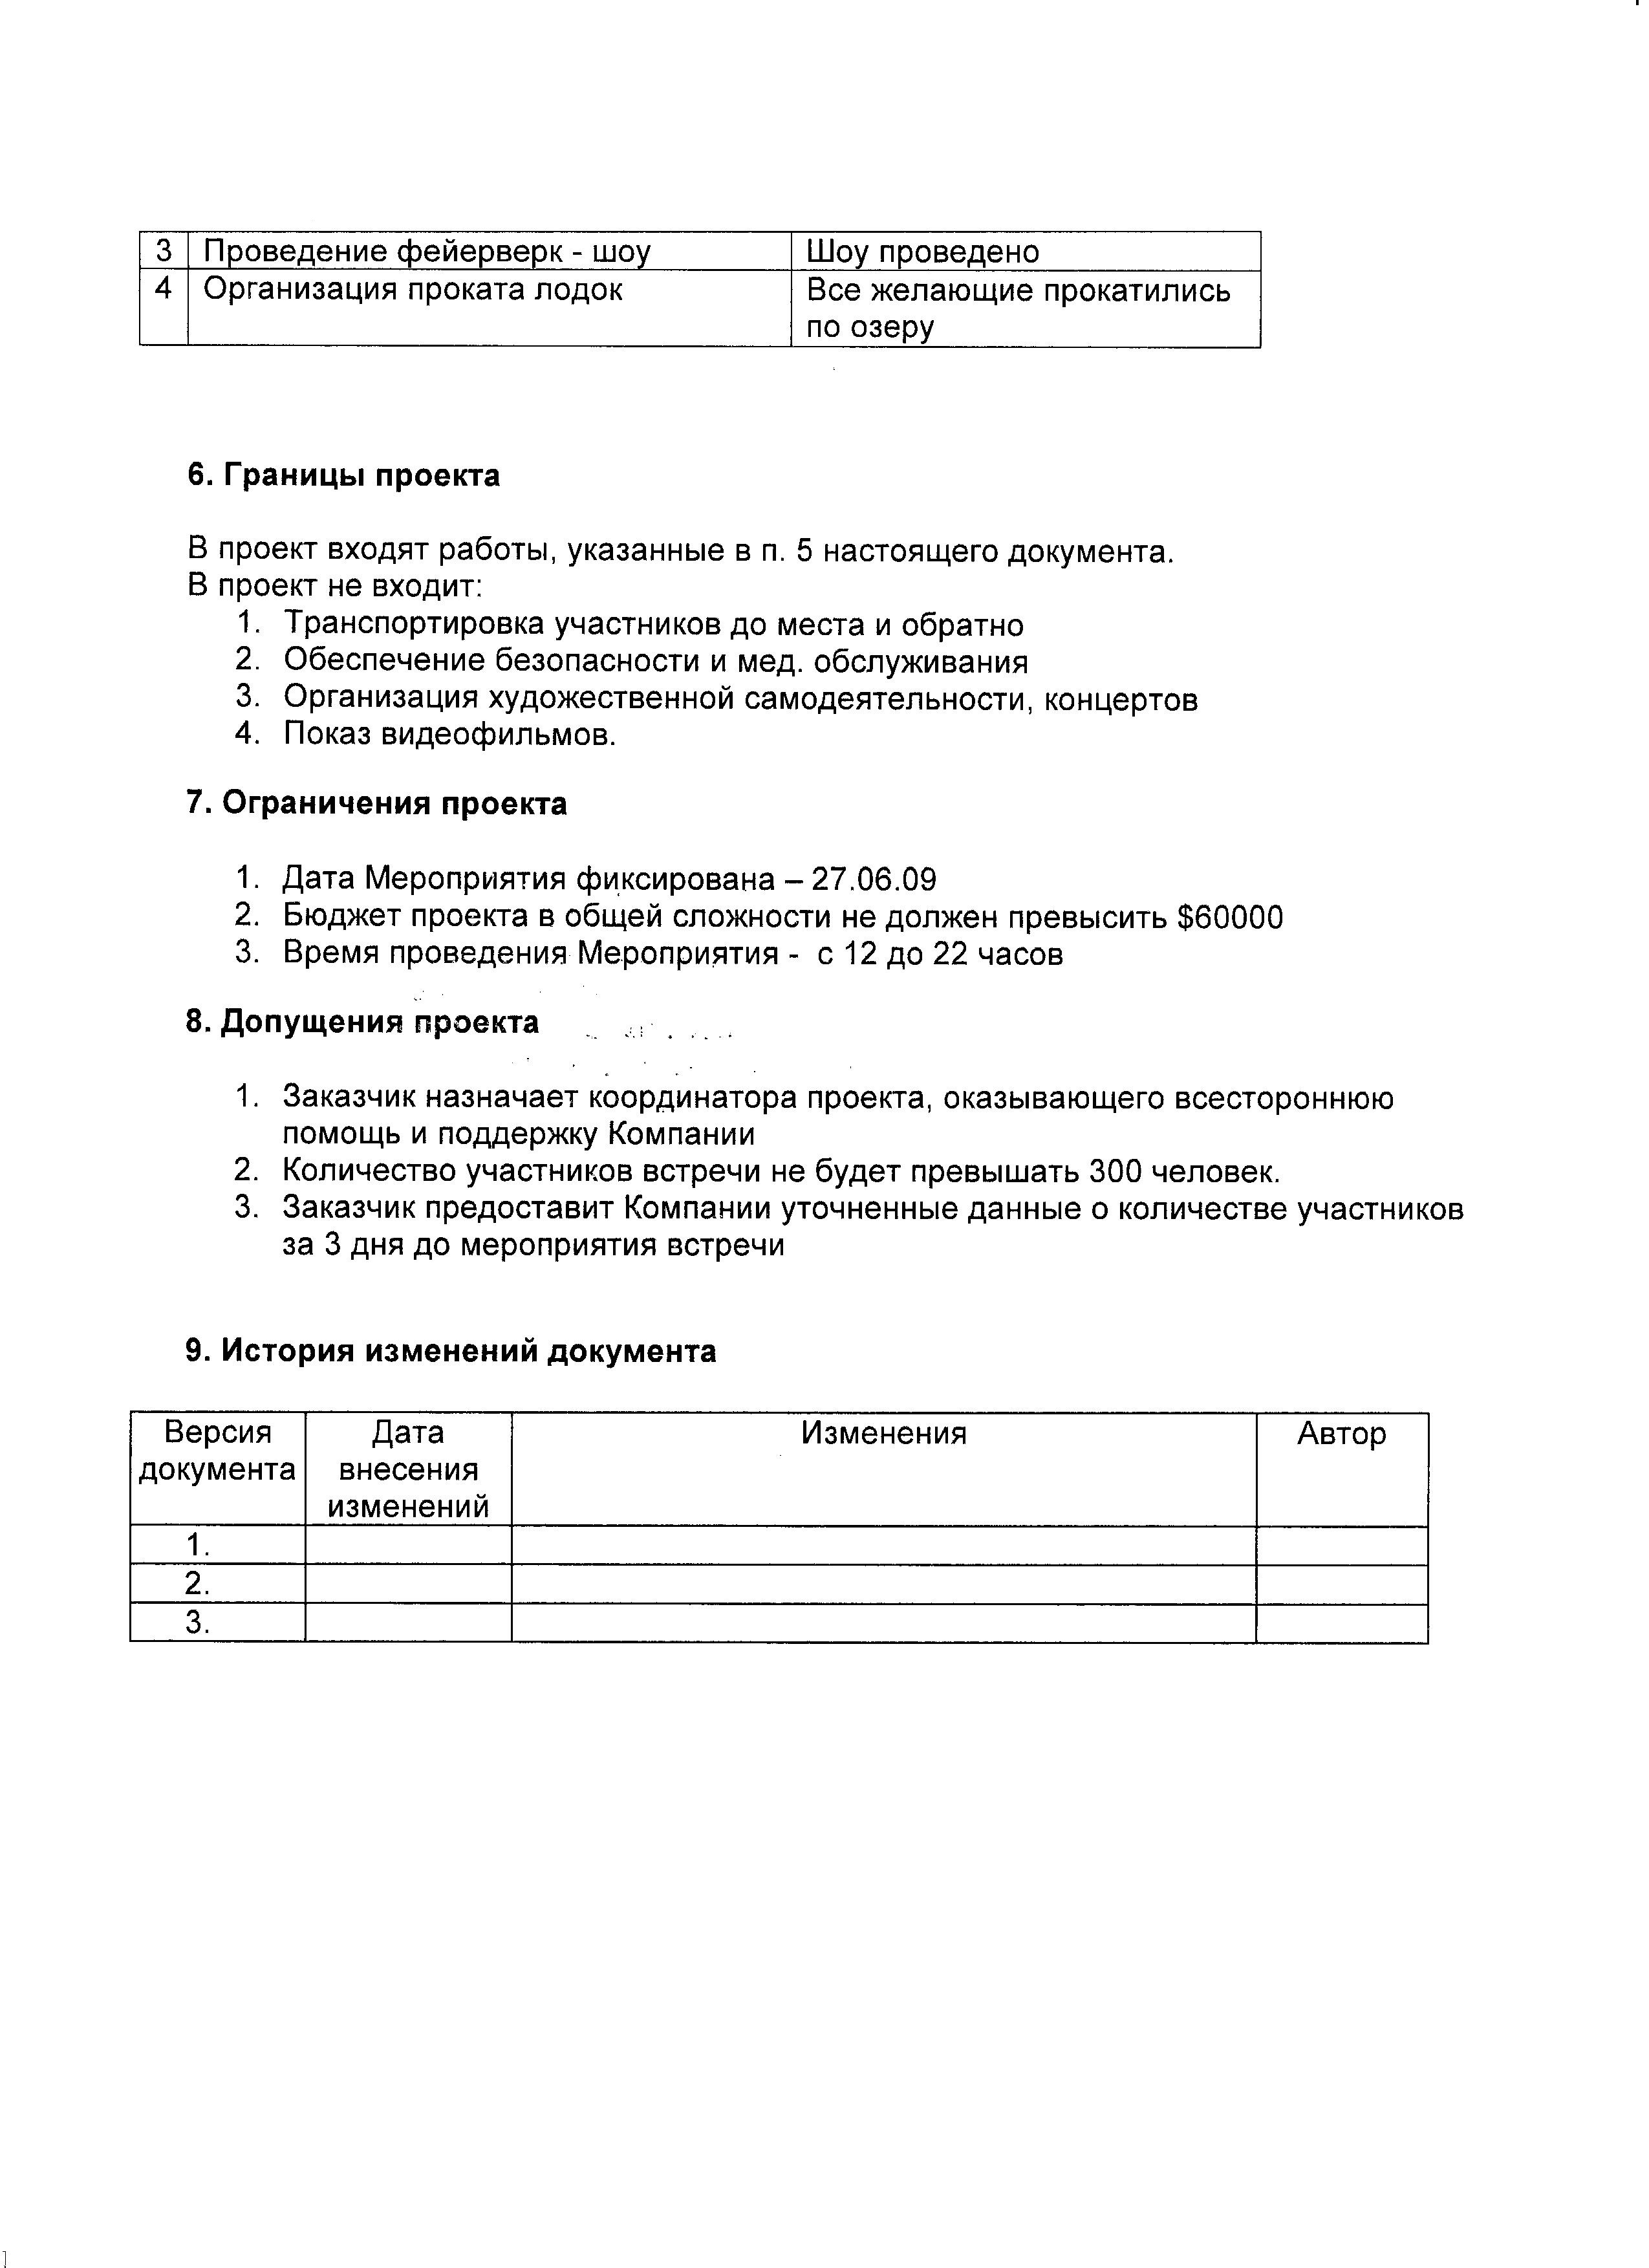 3 Проведение фейерверк - шоу Шоу проведено
4 Организация проката лодок Все желающие прокатились
по озеру
6. Границы проекта
В проект входят работы, указанные в п. 5 настоящего документа.
В проект не входит:
1. Транспортировка участников до места и обратно
2. Обеспечение безопасности и мед. обслуживания
3. Организация художественной самодеятельности, концертов
4. Показ видеофильмов.
7. Ограничения проекта
1. Дата Мероприятия фиксирована – 27.06.09
2. Бюджет проекта в общей сложности не должен превысить $60000
3. Время проведения Мероприятия - с 12 до 22 часов
8. Допущения проекта
1. Заказчик назначает координатора проекта, оказывающего всестороннюю
помощь и поддержку Компании
2. Количество участников встречи не будет превышать 300 человек.
3. Заказчик предоставит Компании уточненные данные о количестве участников
за 3 дня до мероприятия встречи
9. История изменений документа
Версия Дата Изменения Автор
документа внесения
изменений
1.
2.
3.